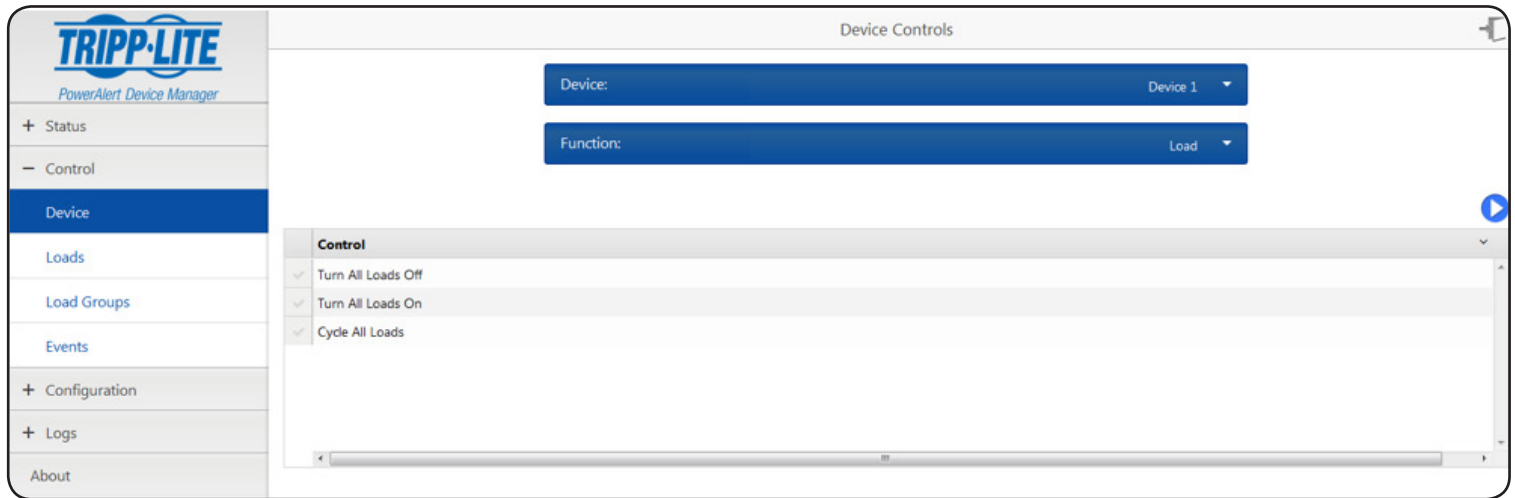 TRIPP·LITE
PowerAlert Device Manager
Device Controls
Device: Device 1
Function: Load
+ Status
− Control
Device
Loads
Load Groups
Events
+ Configuration
+ Logs
About
Control
Turn All Loads Off
Turn All Loads On
Cycle All Loads